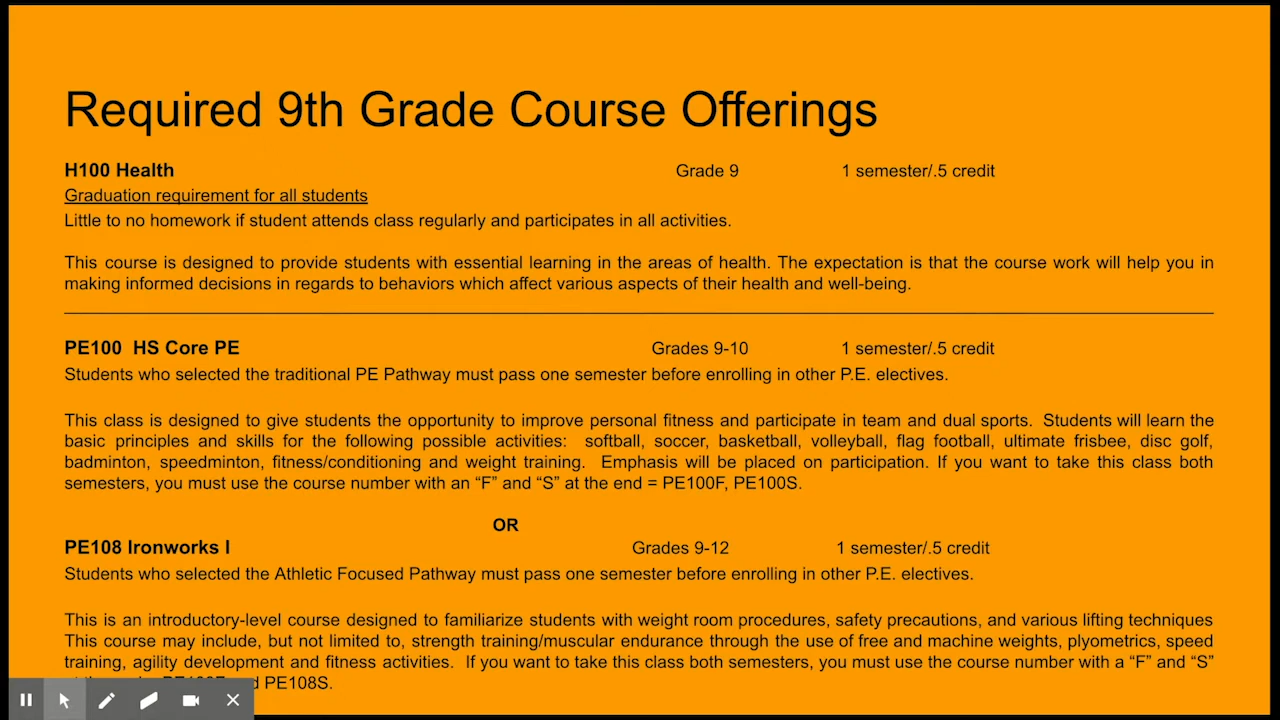 Required 9th Grade Course Offerings
H100 Health Grade 9 1 semester/.5 credit
Graduation requirement for all students
Little to no homework if student attends class regularly and participates in all activities.
This course is designed to provide students with essential learning in the areas of health. The expectation is that the course work will help you in
making informed decisions in regards to behaviors which affect various aspects of their health and well-being.
PE100 HS Core PE Grades 9-10 1 semester/.5 credit
Students who selected the traditional PE Pathway must pass one semester before enrolling in other P.E. electives.
This class is designed to give students the opportunity to improve personal fitness and participate in team and dual sports. Students will learn the
basic principles and skills for the following possible activities: softball, soccer, basketball, volleyball, flag football, ultimate frisbee, disc golf,
badminton, speedminton, fitness/conditioning and weight training. Emphasis will be placed on participation. If you want to take this class both
semesters, you must use the course number with an “F” and “S” at the end = PE100F, PE100S.
OR
PE108 Ironworks I Grades 9-12 1 semester/.5 credit
Students who selected the Athletic Focused Pathway must pass one semester before enrolling in other P.E. electives.
This is an introductory-level course designed to familiarize students with weight room procedures, safety precautions, and various lifting techniques
This course may include, but not limited to, strength training/muscular endurance through the use of free and machine weights, plyometrics, speed
training, agility development and fitness activities. If you want to take this class both semesters, you must use the course number with a “F” and “S”
PE108S.